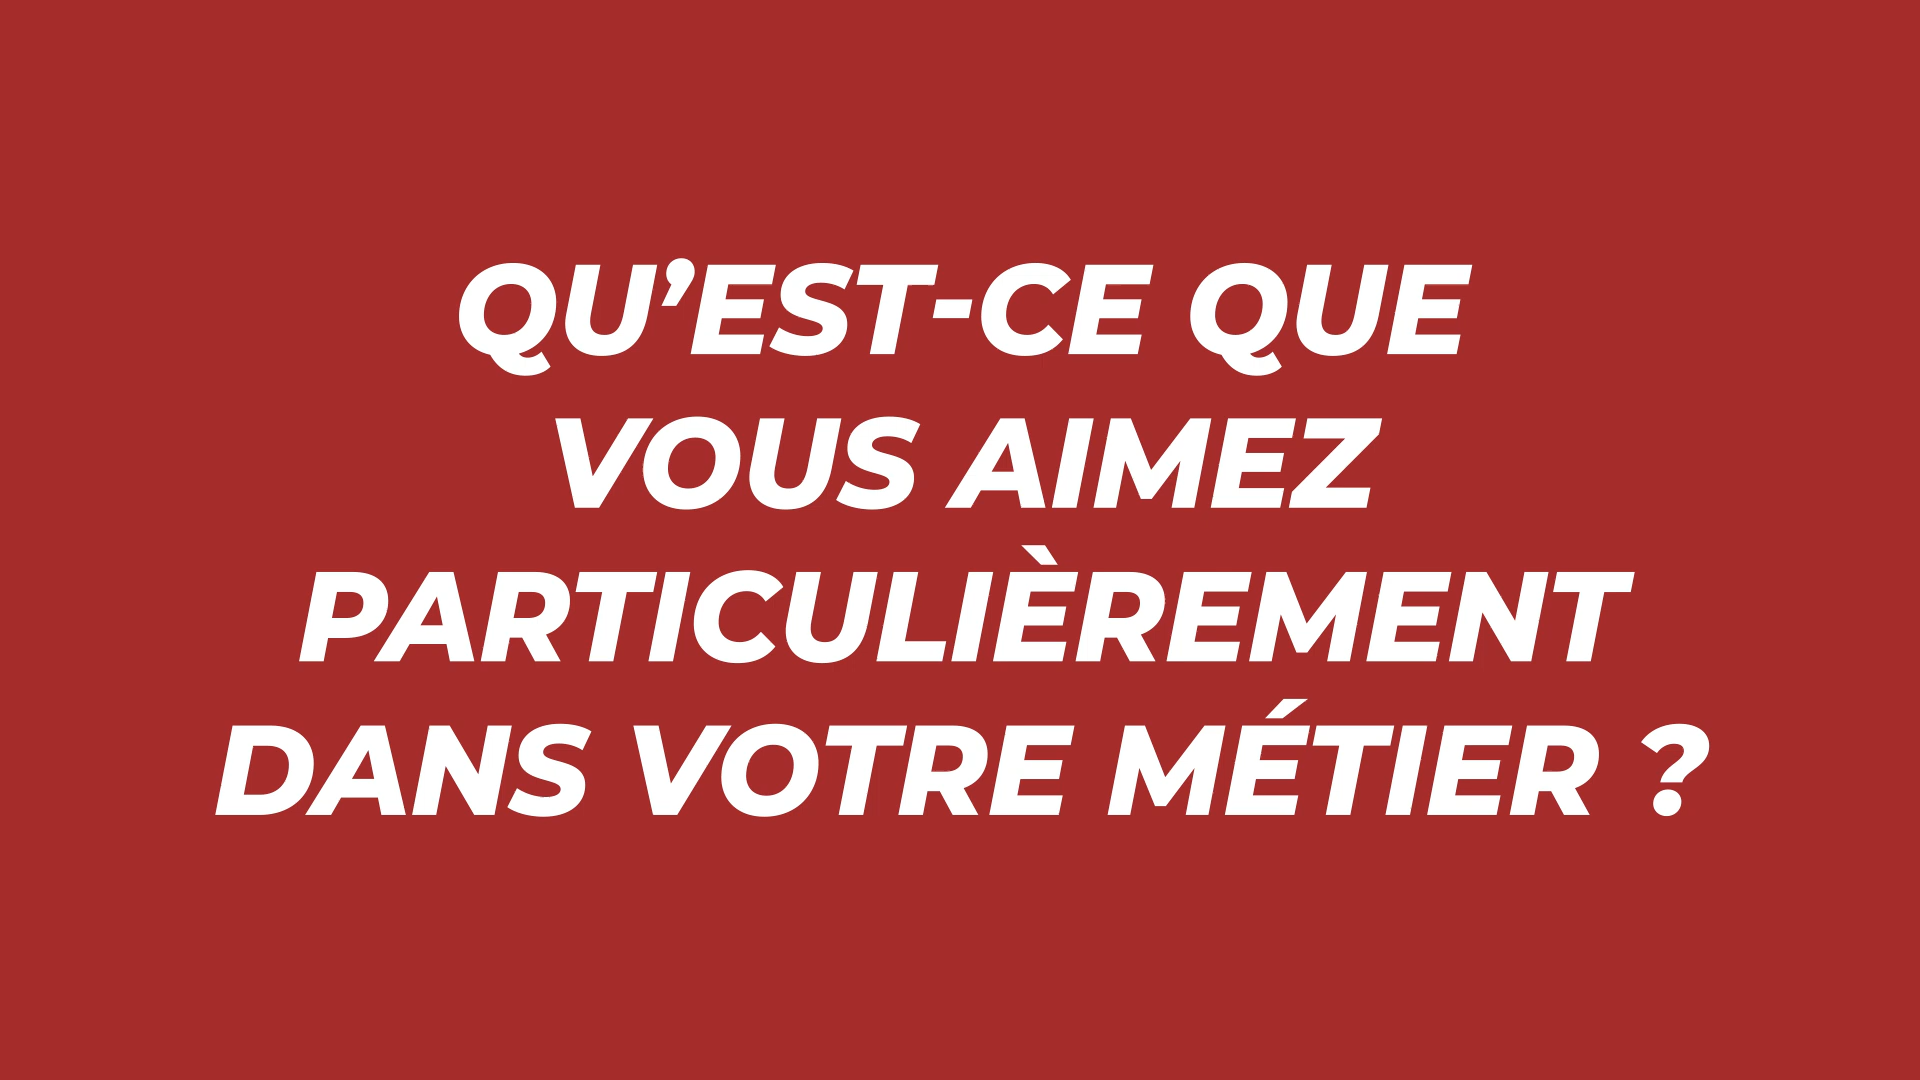 QU’EST-CE QUE
VOUS AIMEZ
PARTICULIÈREMENT
DANS VOTRE MÉTIER ?